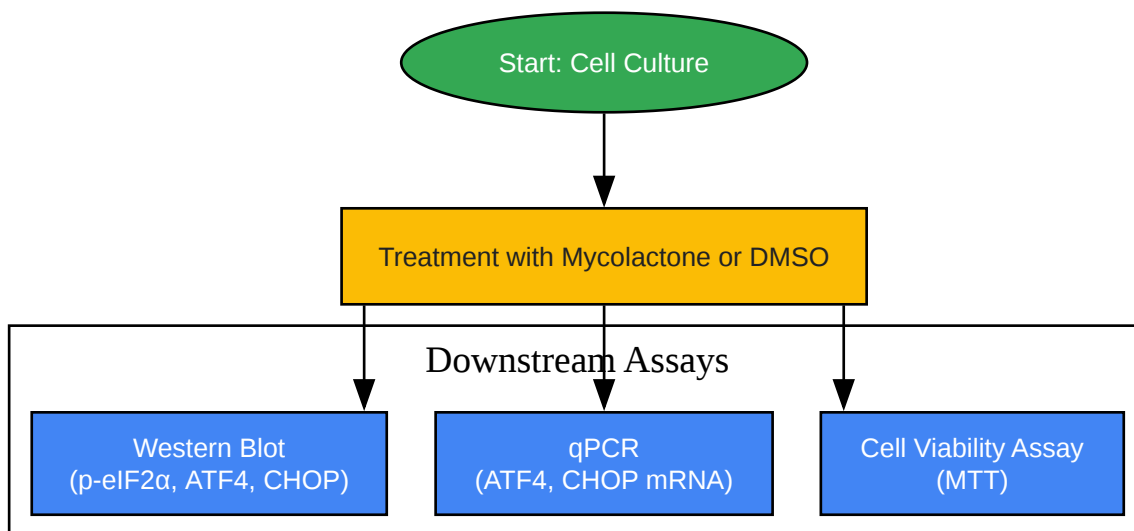 Start: Cell Culture
Treatment with Mycolactone or DMSO
Downstream Assays
Western Blot
(p-eIF2α, ATF4, CHOP)
qPCR
(ATF4, CHOP mRNA)
Cell Viability Assay
(MTT)